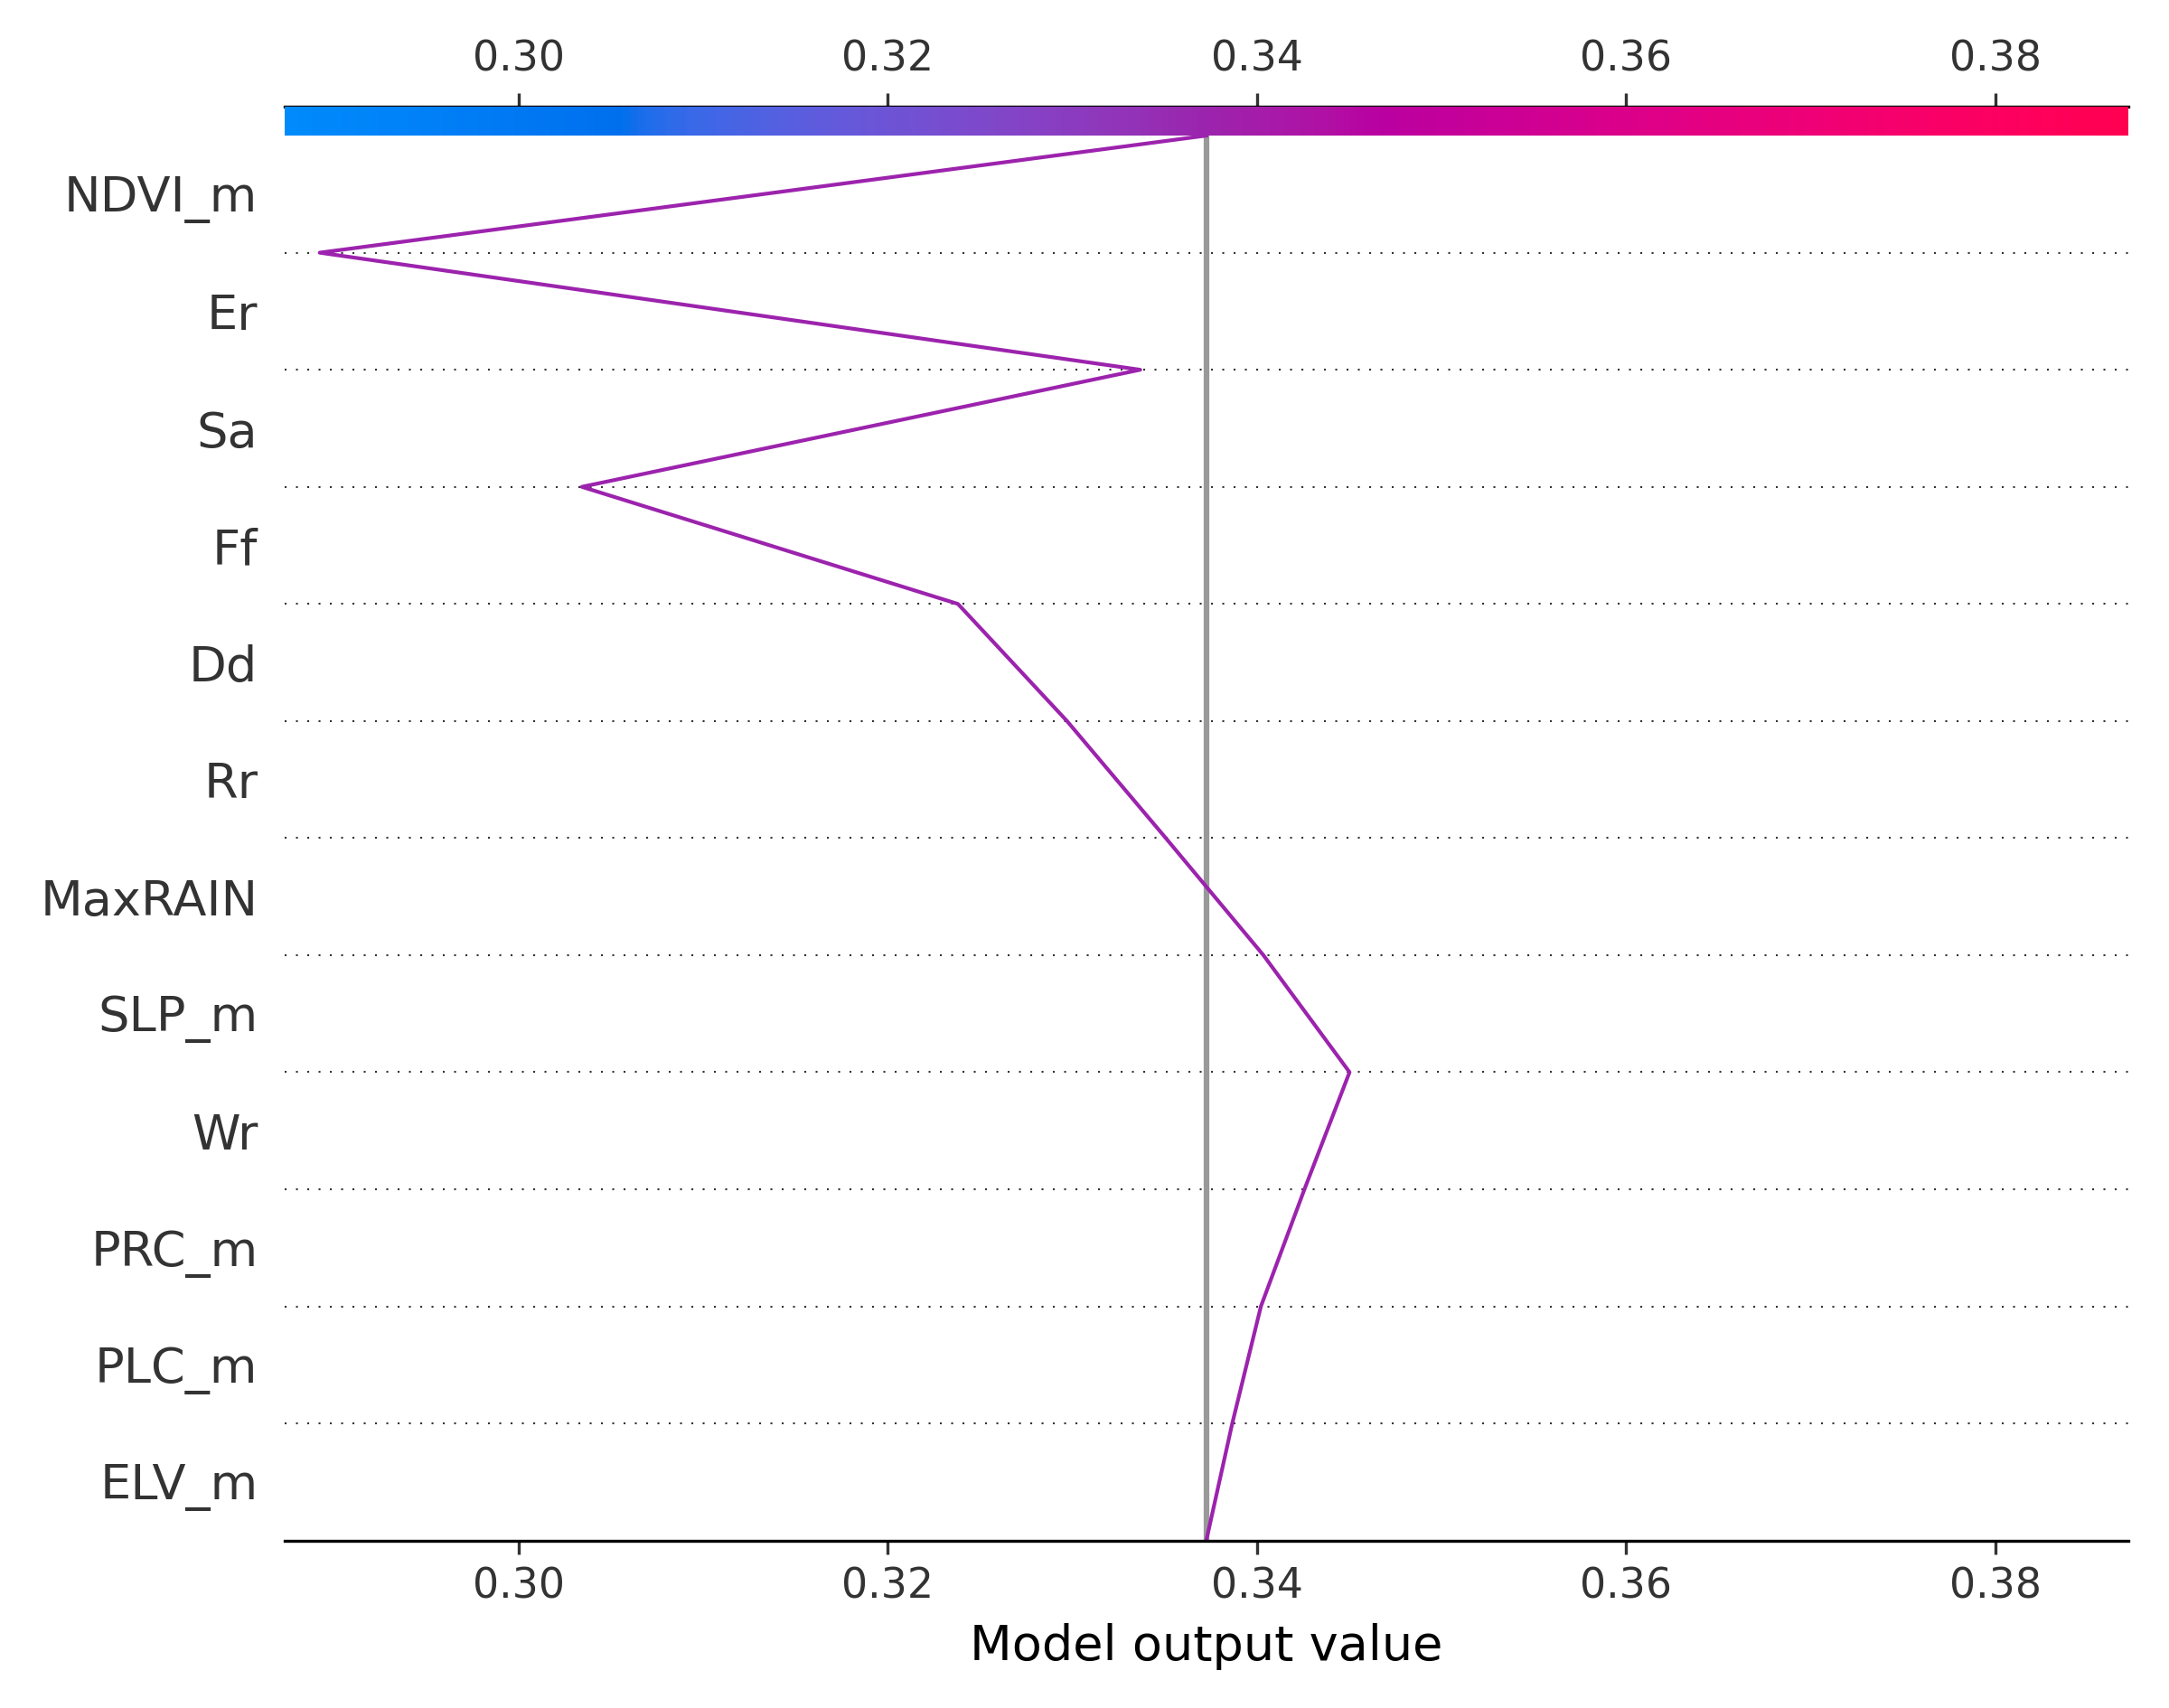 0.30 0.32 0.34 0.36 0.38
NDVI_m
Er
Sa
Ff
Dd
Rr
MaxRAIN
SLP_m
Wr
PRC_m
PLC_m
ELV_m
0.30 0.32 0.34 0.36 0.38
Model output value